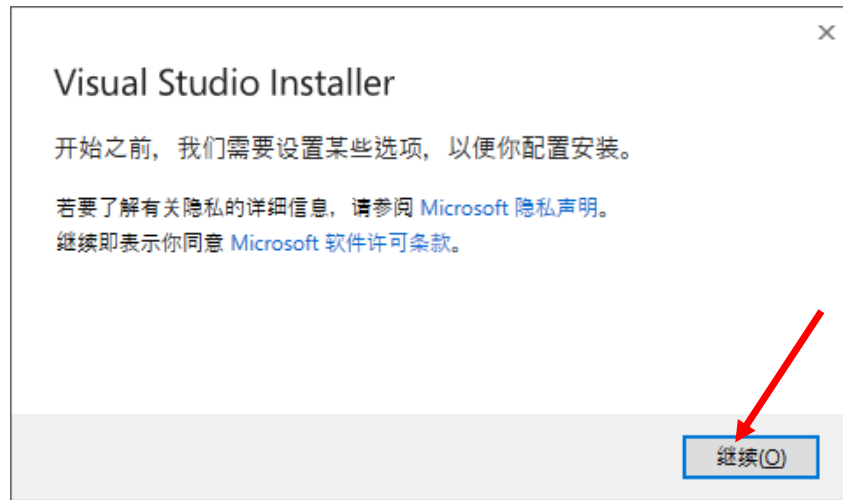 Visual Studio Installer
开始之前，我们需要设置某些选项，以便你配置安装。
若要了解有关隐私的详细信息，请参阅 Microsoft 隐私声明。
继续即表示你同意 Microsoft 软件许可条款。
继续(O)